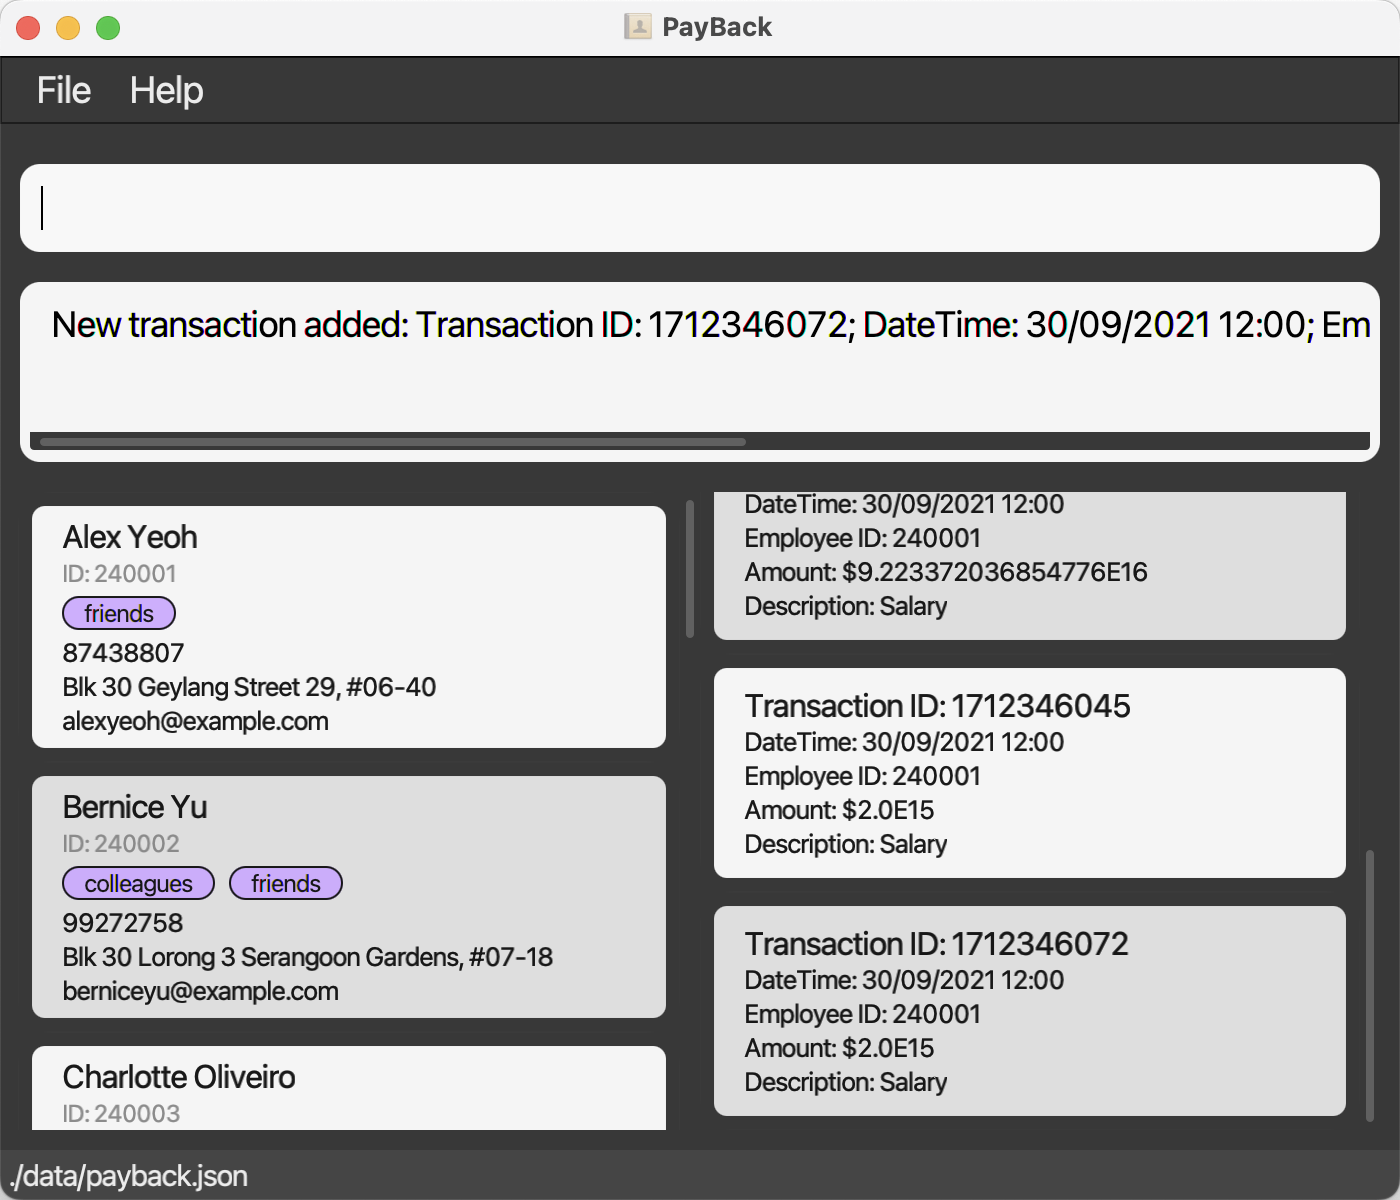 PayBack
File Help
New transaction added: Transaction ID: 1712346072; DateTime: 30/09/2021 12:00; Em
Alex Yeoh
ID: 240001
friends
87438807
Blk 30 Geylang Street 29, #06-40
alexyeoh@example.com
Bernice Yu
ID: 240002
colleagues friends
99272758
Blk 30 Lorong 3 Serangoon Gardens, #07-18
berniceyu@example.com
Charlotte Oliveiro
ID: 240003
DateTime: 30/09/2021 12:00
Employee ID: 240001
Amount: $9.223372036854776E16
Description: Salary
Transaction ID: 1712346045
DateTime: 30/09/2021 12:00
Employee ID: 240001
Amount: $2.0E15
Description: Salary
Transaction ID: 1712346072
DateTime: 30/09/2021 12:00
Employee ID: 240001
Amount: $2.0E15
Description: Salary
./data/payback.json